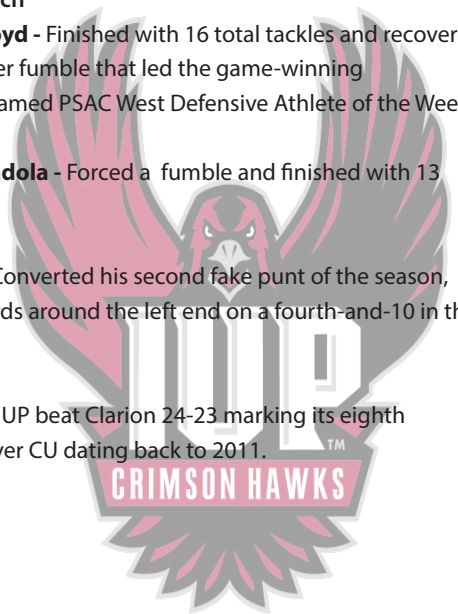 ch
oyd - Finished with 16 total tackles and recover
er fumble that led the game-winning
amed PSAC West Defensive Athlete of the Wee
dola - Forced a  fumble and finished with 13
Converted his second fake punt of the season,
rds around the left end on a fourth-and-10 in th
UP beat Clarion 24-23 marking its eighth
ver CU dating back to 2011.
IUP
TM
CRIMSON HAWKS